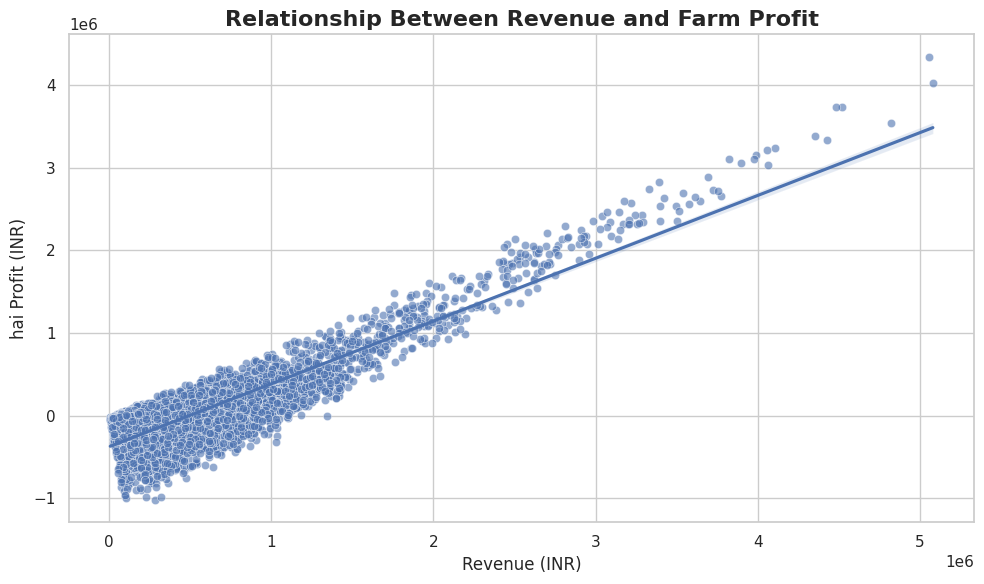 Relationship Between Revenue and Farm Profit
1e6
4
3
2
1
0
−1
hai Profit (INR)
0 1 2 3 4 5
1e6
Revenue (INR)